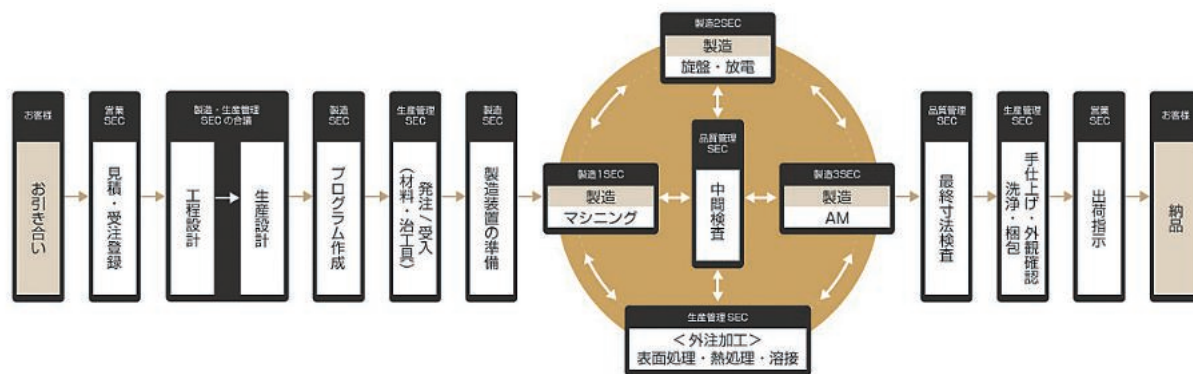 お客様
お引き合い
営業
SEC
見積・受注登録
製造・生産管理
SECの合議
工程設計
生産設計
製造
SEC
プログラム作成
生産管理
SEC
発注/受入
(材料・治工具)
製造
SEC
製造装置の準備
製造2SEC
製造
旋盤・放電
製造1SEC
製造
マシニング
品質管理
SEC
中間検査
製造3SEC
製造
AM
生産管理SEC
<外注加工>
表面処理・熱処理・溶接
品質管理
SEC
最終寸法検査
生産管理
SEC
手仕上げ・外観確認
洗浄・梱包
営業
SEC
出荷指示
お客様
納品